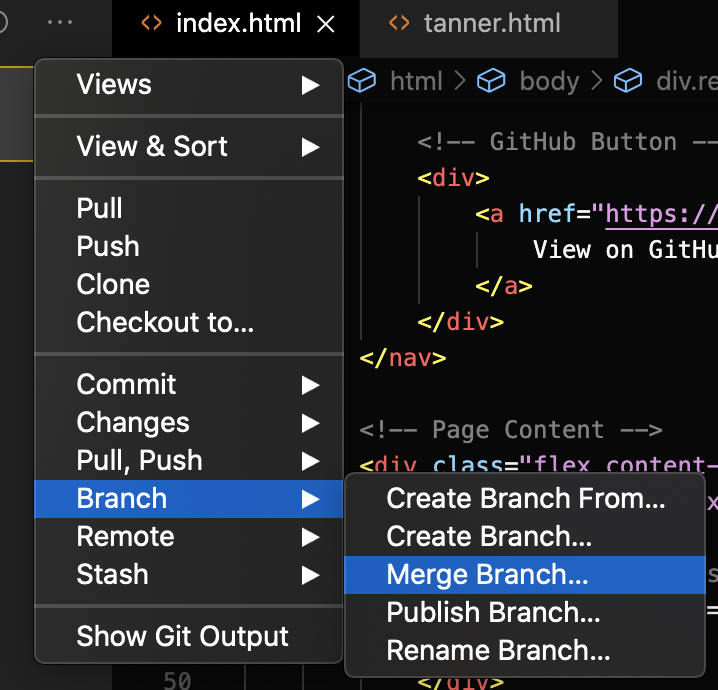 index.html
tanner.html
html > body > div.re
Views
View & Sort
Pull
Push
Clone
Checkout to...
Commit
Changes
Pull, Push
Branch
Remote
Stash
Show Git Output
Create Branch From...
Create Branch...
Merge Branch...
Publish Branch...
Rename Branch...
<!-- GitHub Button --
<div>
<a href="https://
View on GitHu
</a>
</div>
</nav>
<!-- Page Content -->
<div class="flex content-
50
</div>